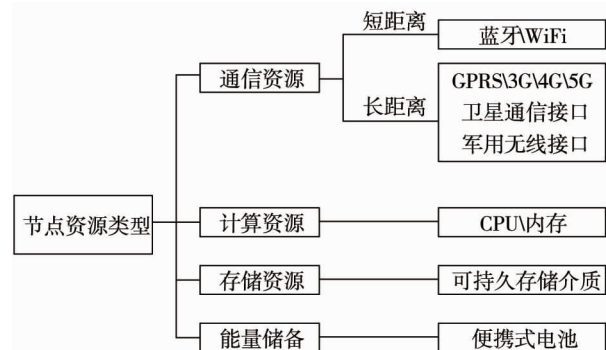 短距离
蓝牙\WiFi
通信资源
GPRS\3G\4G\5G
长距离
卫星通信接口
军用无线接口
节点资源类型
计算资源
CPU\内存
存储资源
可持久存储介质
能量储备
便携式电池